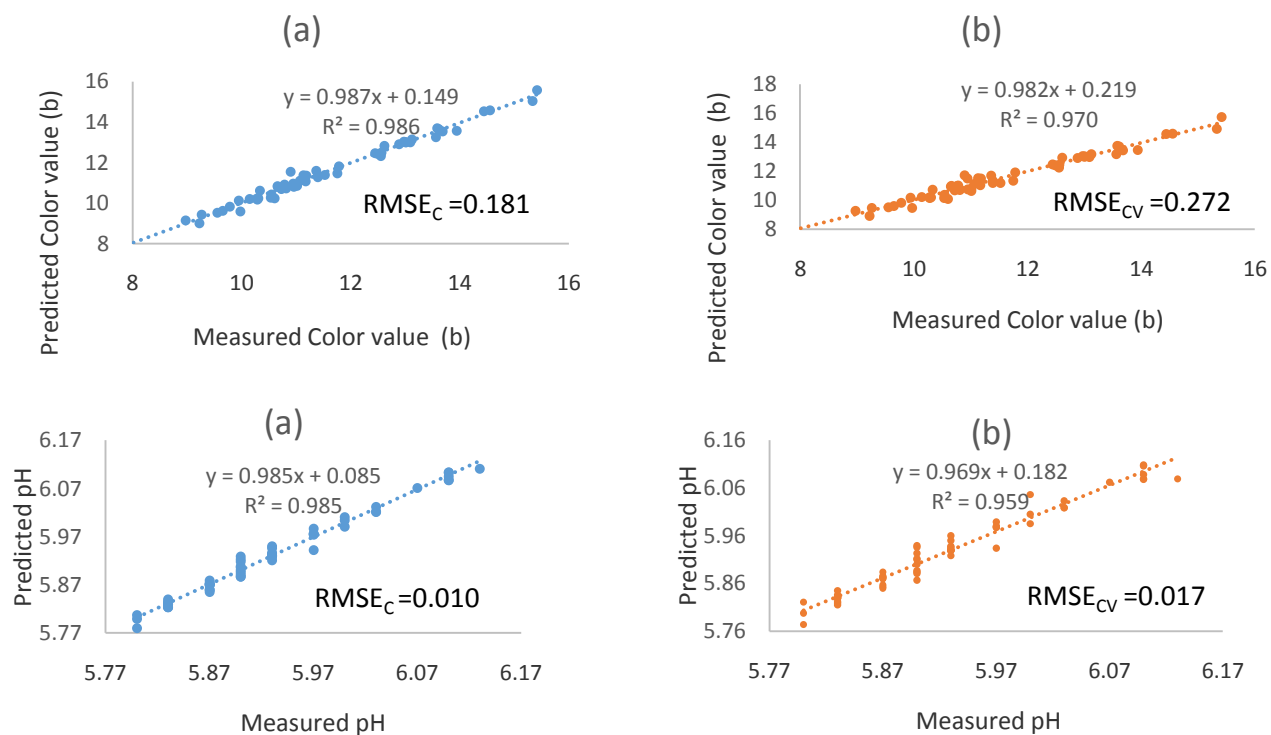 (a)
Predicted Color value (b)
16
14
12
10
8
y = 0.987x + 0.149
R² = 0.986
RMSEC =0.181
8 10 12 14 16
Measured Color value (b)
(b)
Predicted Color value (b)
18
16
14
12
10
8
y = 0.982x + 0.219
R² = 0.970
RMSECV =0.272
8 10 12 14 16
Measured Color value (b)
(a)
Predicted pH
6.17
6.07
5.97
5.87
5.77
y = 0.985x + 0.085
R² = 0.985
RMSEC =0.010
5.77 5.87 5.97 6.07 6.17
Measured pH
(b)
Predicted pH
6.16
6.06
5.96
5.86
5.76
y = 0.969x + 0.182
R² = 0.959
RMSECV =0.017
5.77 5.87 5.97 6.07 6.17
Measured pH